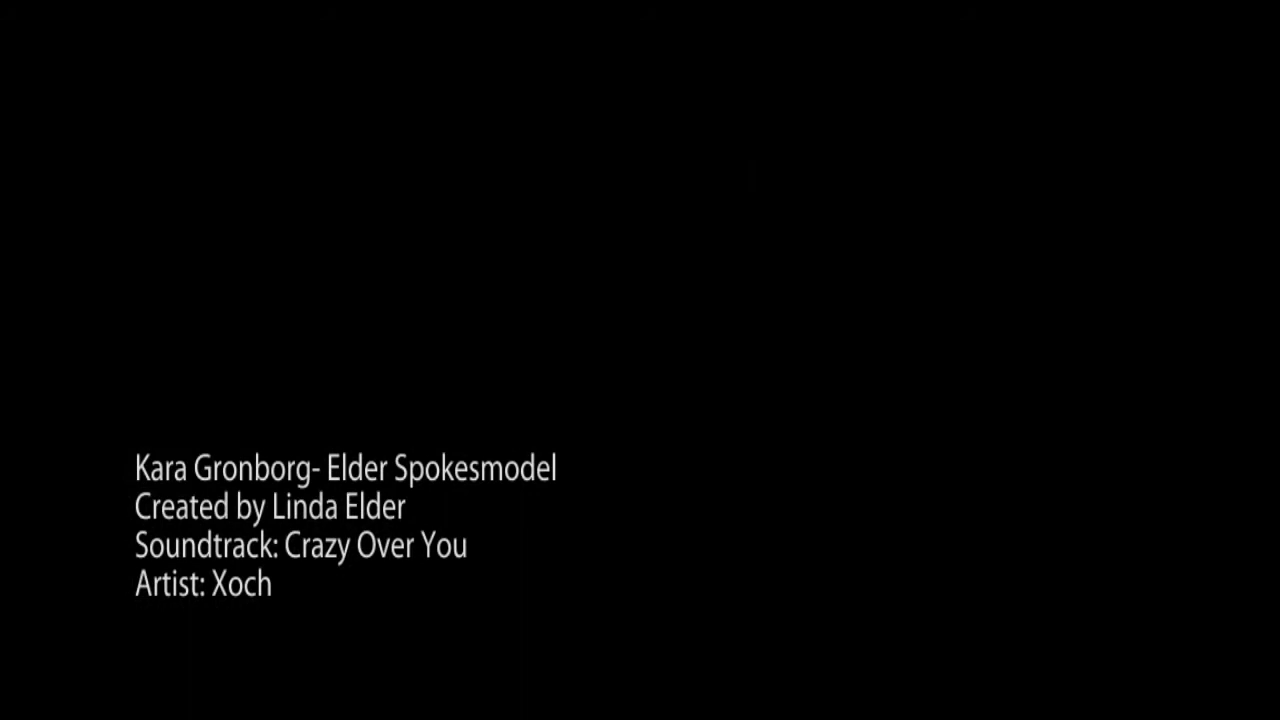 Kara Gronborg- Elder Spokesmodel
Created by Linda Elder
Soundtrack: Crazy Over You
Artist: Xoch